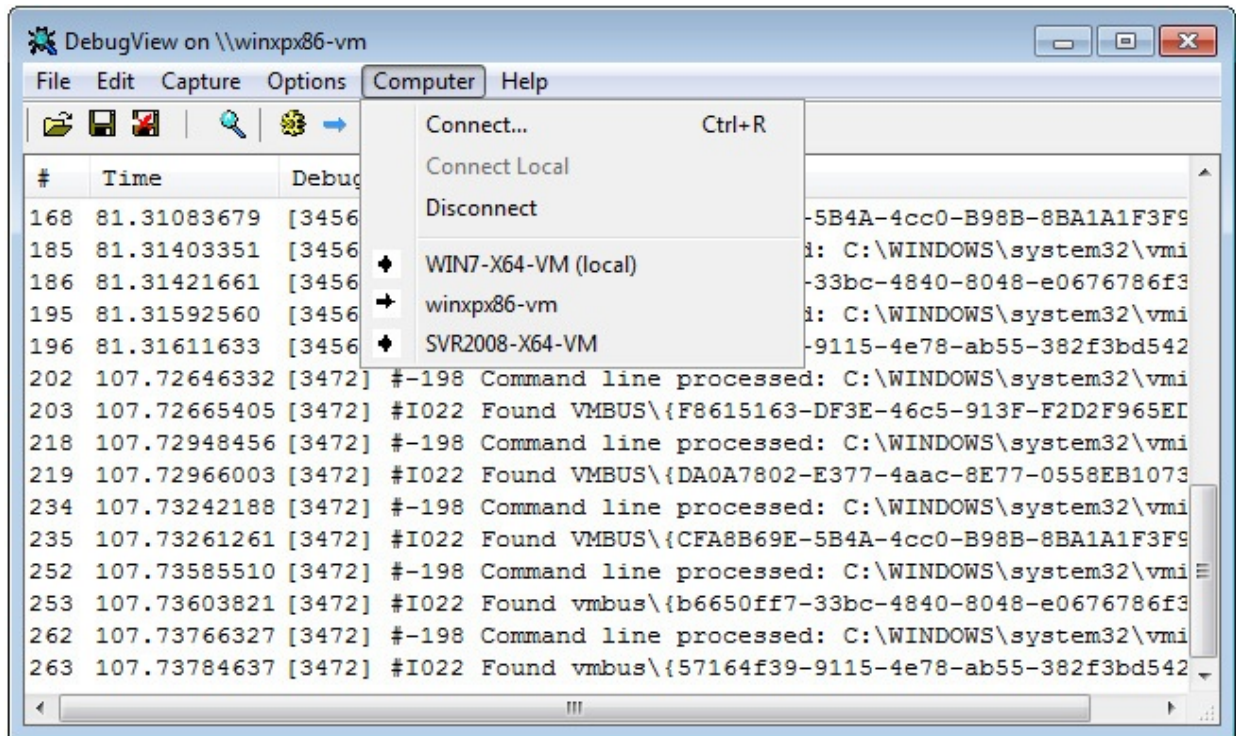 DebugView on \\winxpx86-vm
File Edit Capture Options Computer Help
Connect... Ctrl+R
Connect Local
Disconnect
WIN7-X64-VM (local)
winxpx86-vm
SVR2008-X64-VM
# Time Debug
168 81.31083679 [3456 -5B4A-4cc0-B98B-8BA1A1F3F9
185 81.31403351 [3456 d: C:\WINDOWS\system32\vmi
186 81.31421661 [3456 -33bc-4840-8048-e0676786f3
195 81.31592560 [3456 d: C:\WINDOWS\system32\vmi
196 81.31611633 [3456 -9115-4e78-ab55-382f3bd542
202 107.72646332 [3472] #-198 Command line processed: C:\WINDOWS\system32\vmi
203 107.72665405 [3472] #I022 Found VMBUS\{F8615163-DF3E-46c5-913F-F2D2F965ED
218 107.72948456 [3472] #-198 Command line processed: C:\WINDOWS\system32\vmi
219 107.72966003 [3472] #I022 Found VMBUS\{DA0A7802-E377-4aac-8E77-0558EB1073
234 107.73242188 [3472] #-198 Command line processed: C:\WINDOWS\system32\vmi
235 107.73261261 [3472] #I022 Found VMBUS\{CFA8B69E-5B4A-4cc0-B98B-8BA1A1F3F9
252 107.73585510 [3472] #-198 Command line processed: C:\WINDOWS\system32\vmi
253 107.73603821 [3472] #I022 Found vmbus\{b6650ff7-33bc-4840-8048-e0676786f3
262 107.73766327 [3472] #-198 Command line processed: C:\WINDOWS\system32\vmi
263 107.73784637 [3472] #I022 Found vmbus\{57164f39-9115-4e78-ab55-382f3bd542